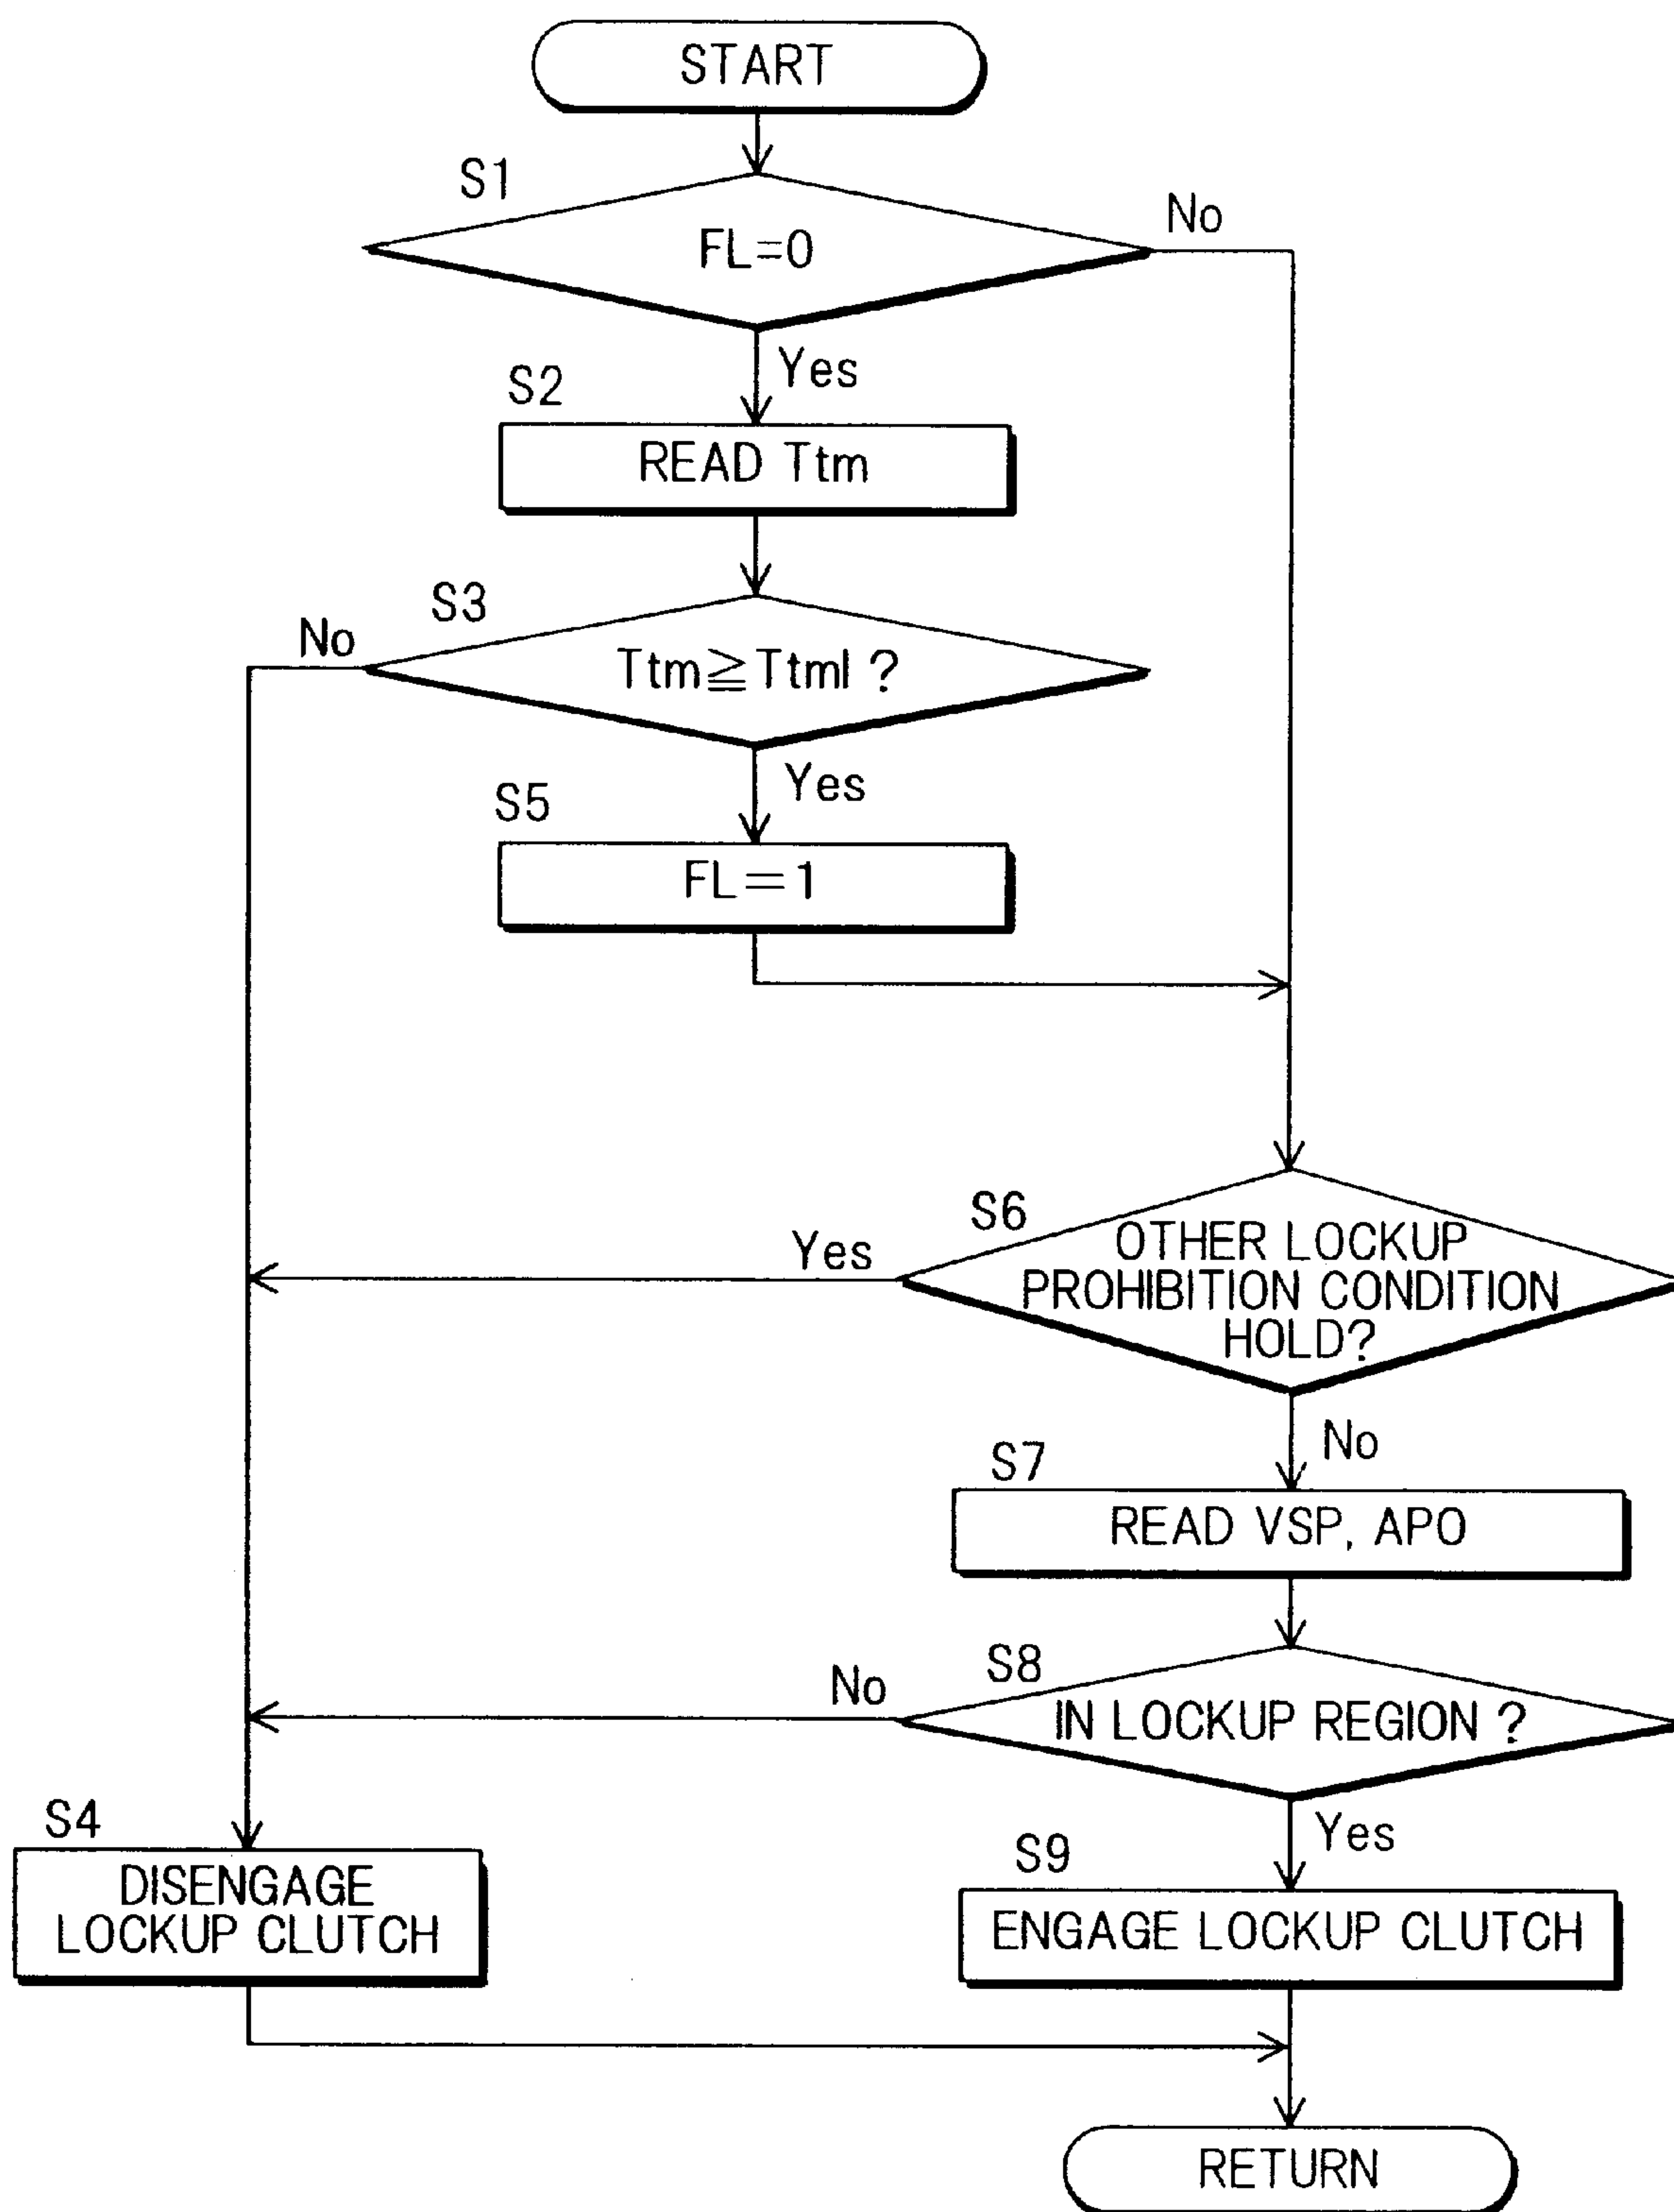 START
S1
FL=0
No
Yes
S2
READ Ttm
S3
No
Ttm≧Ttml ?
Yes
S5
FL=1
S6
Yes
OTHER LOCKUP
PROHIBITION CONDITION
HOLD?
No
S7
READ VSP, APO
S8
No
IN LOCKUP REGION ?
Yes
S4
DISENGAGE
LOCKUP CLUTCH
S9
ENGAGE LOCKUP CLUTCH
RETURN